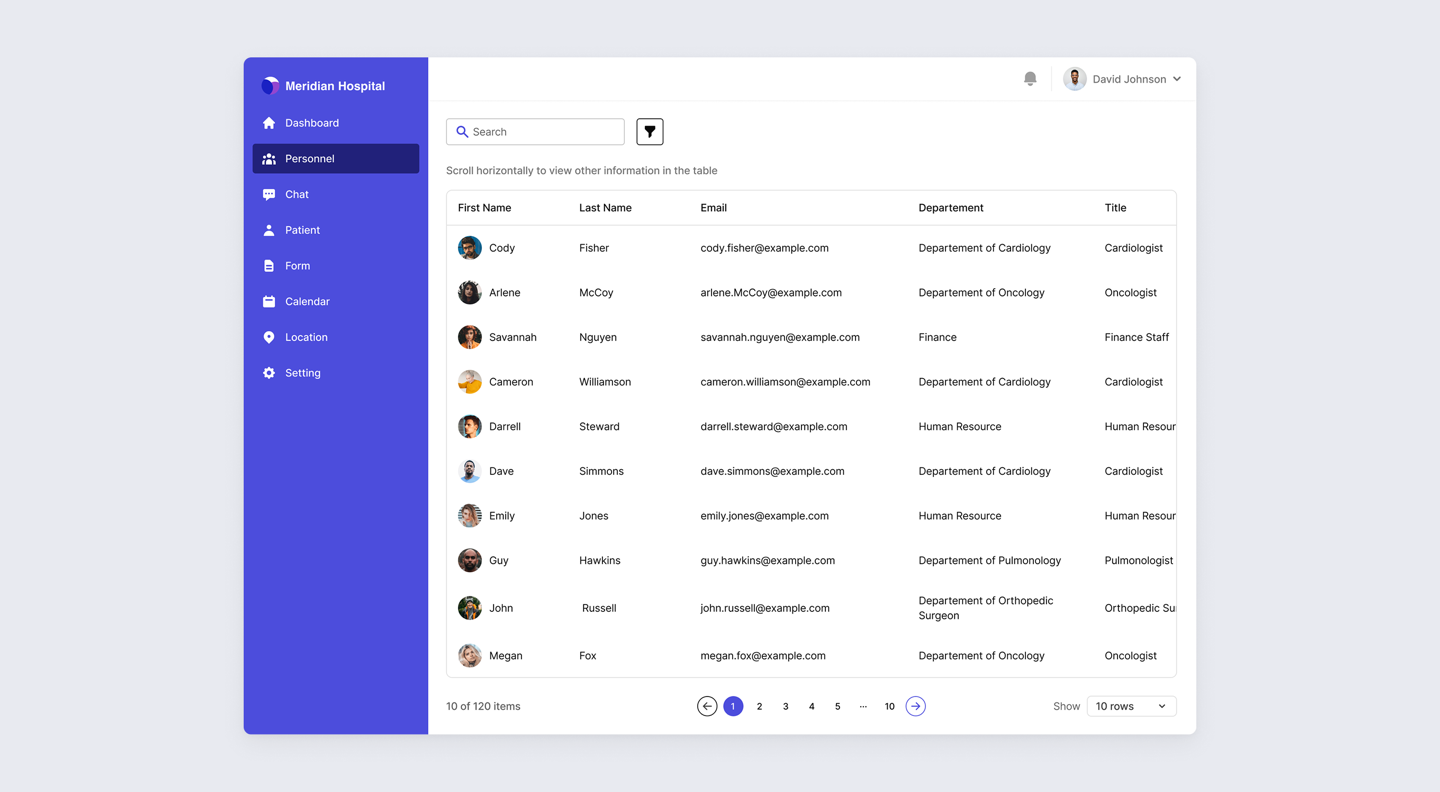 Meridian Hospital
Dashboard
Personnel
Chat
Patient
Form
Calendar
Location
Setting
David Johnson
Search
Scroll horizontally to view other information in the table
First Name Last Name Email Departement Title
Cody Fisher cody.fisher@example.com Departement of Cardiology Cardiologist
Arlene McCoy arlene.McCoy@example.com Departement of Oncology Oncologist
Savannah Nguyen savannah.nguyen@example.com Finance Finance Staff
Cameron Williamson cameron.williamson@example.com Departement of Cardiology Cardiologist
Darrell Steward darrell.steward@example.com Human Resource Human Resour
Dave Simmons dave.simmons@example.com Departement of Cardiology Cardiologist
Emily Jones emily.jones@example.com Human Resource Human Resour
Guy Hawkins guy.hawkins@example.com Departement of Pulmonology Pulmonologist
John Russell john.russell@example.com Departement of Orthopedic Surgeon Orthopedic Su
Megan Fox megan.fox@example.com Departement of Oncology Oncologist
10 of 120 items 1 2 3 4 5 ... 10 Show 10 rows